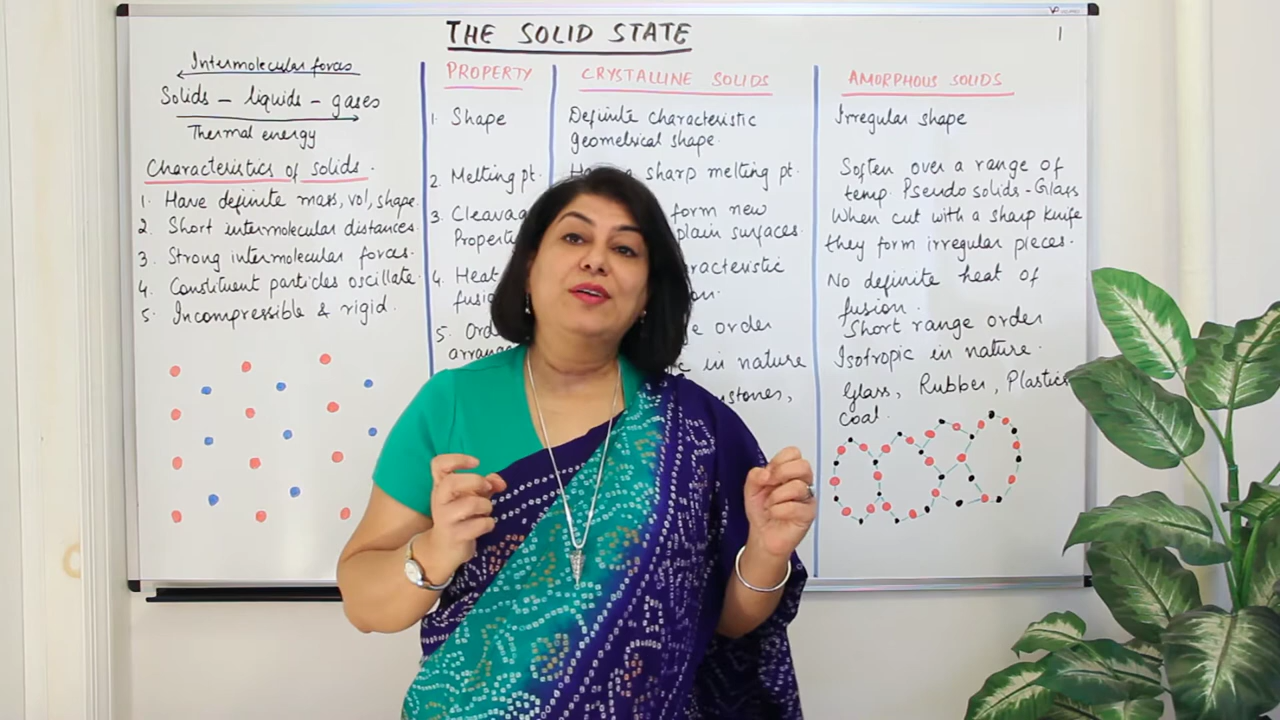 THE SOLID STATE
1
Intermolecular forces
Solids - liquids - gases
Thermal energy
Characteristics of solids.
1. Have definite mass, vol, shape.
2. Short intermolecular distances.
3. Strong intermolecular forces.
4. Constituent particles oscillate.
5. Incompressible & rigid.
PROPERTY
1. Shape
2. Melting pt.
3.
Property
4. Heat
5.
CRYSTALLINE SOLIDS
Definite characteristic
geometrical shape.
a sharp melting pt.
form new
plain surfaces.
order
in nature
AMORPHOUS SOLIDS
Irregular shape
Soften over a range of
temp. Pseudo solids - Glass
When cut with a sharp knife
they form irregular pieces.
No definite heat of
fusion.
Short range order
Isotropic in nature.
Glass, Rubber, Plastics
Coal.